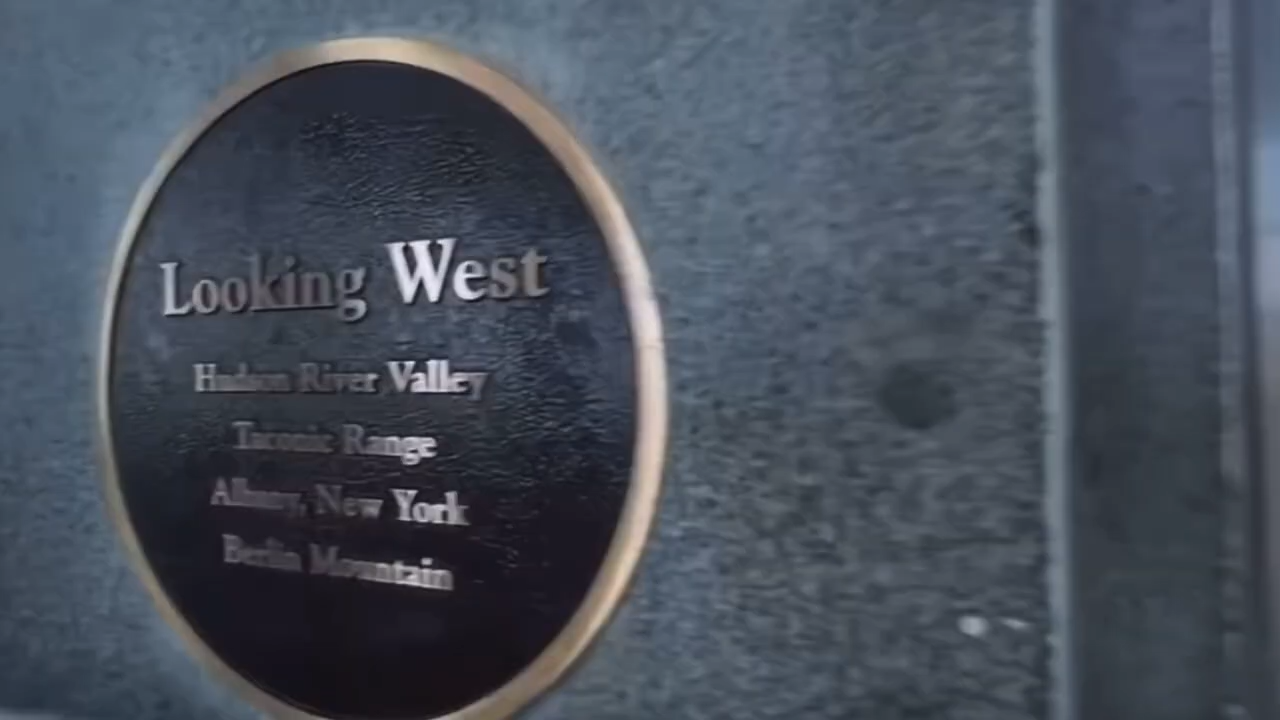 Looking West
Hudson River Valley
Taconic Range
Albany, New York
Berlin Mountain